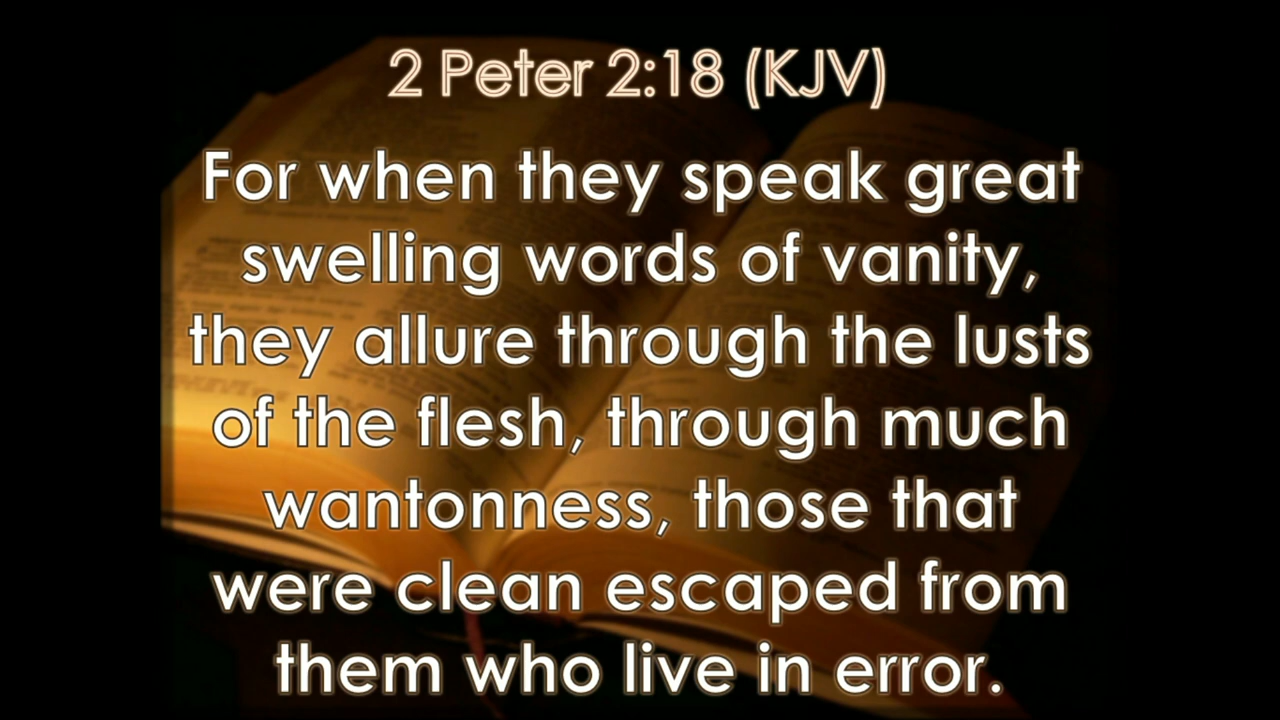 2 Peter 2:18 (KJV)
For when they speak great
swelling words of vanity,
they allure through the lusts
of the flesh, through much
wantonness, those that
were clean escaped from
them who live in error.